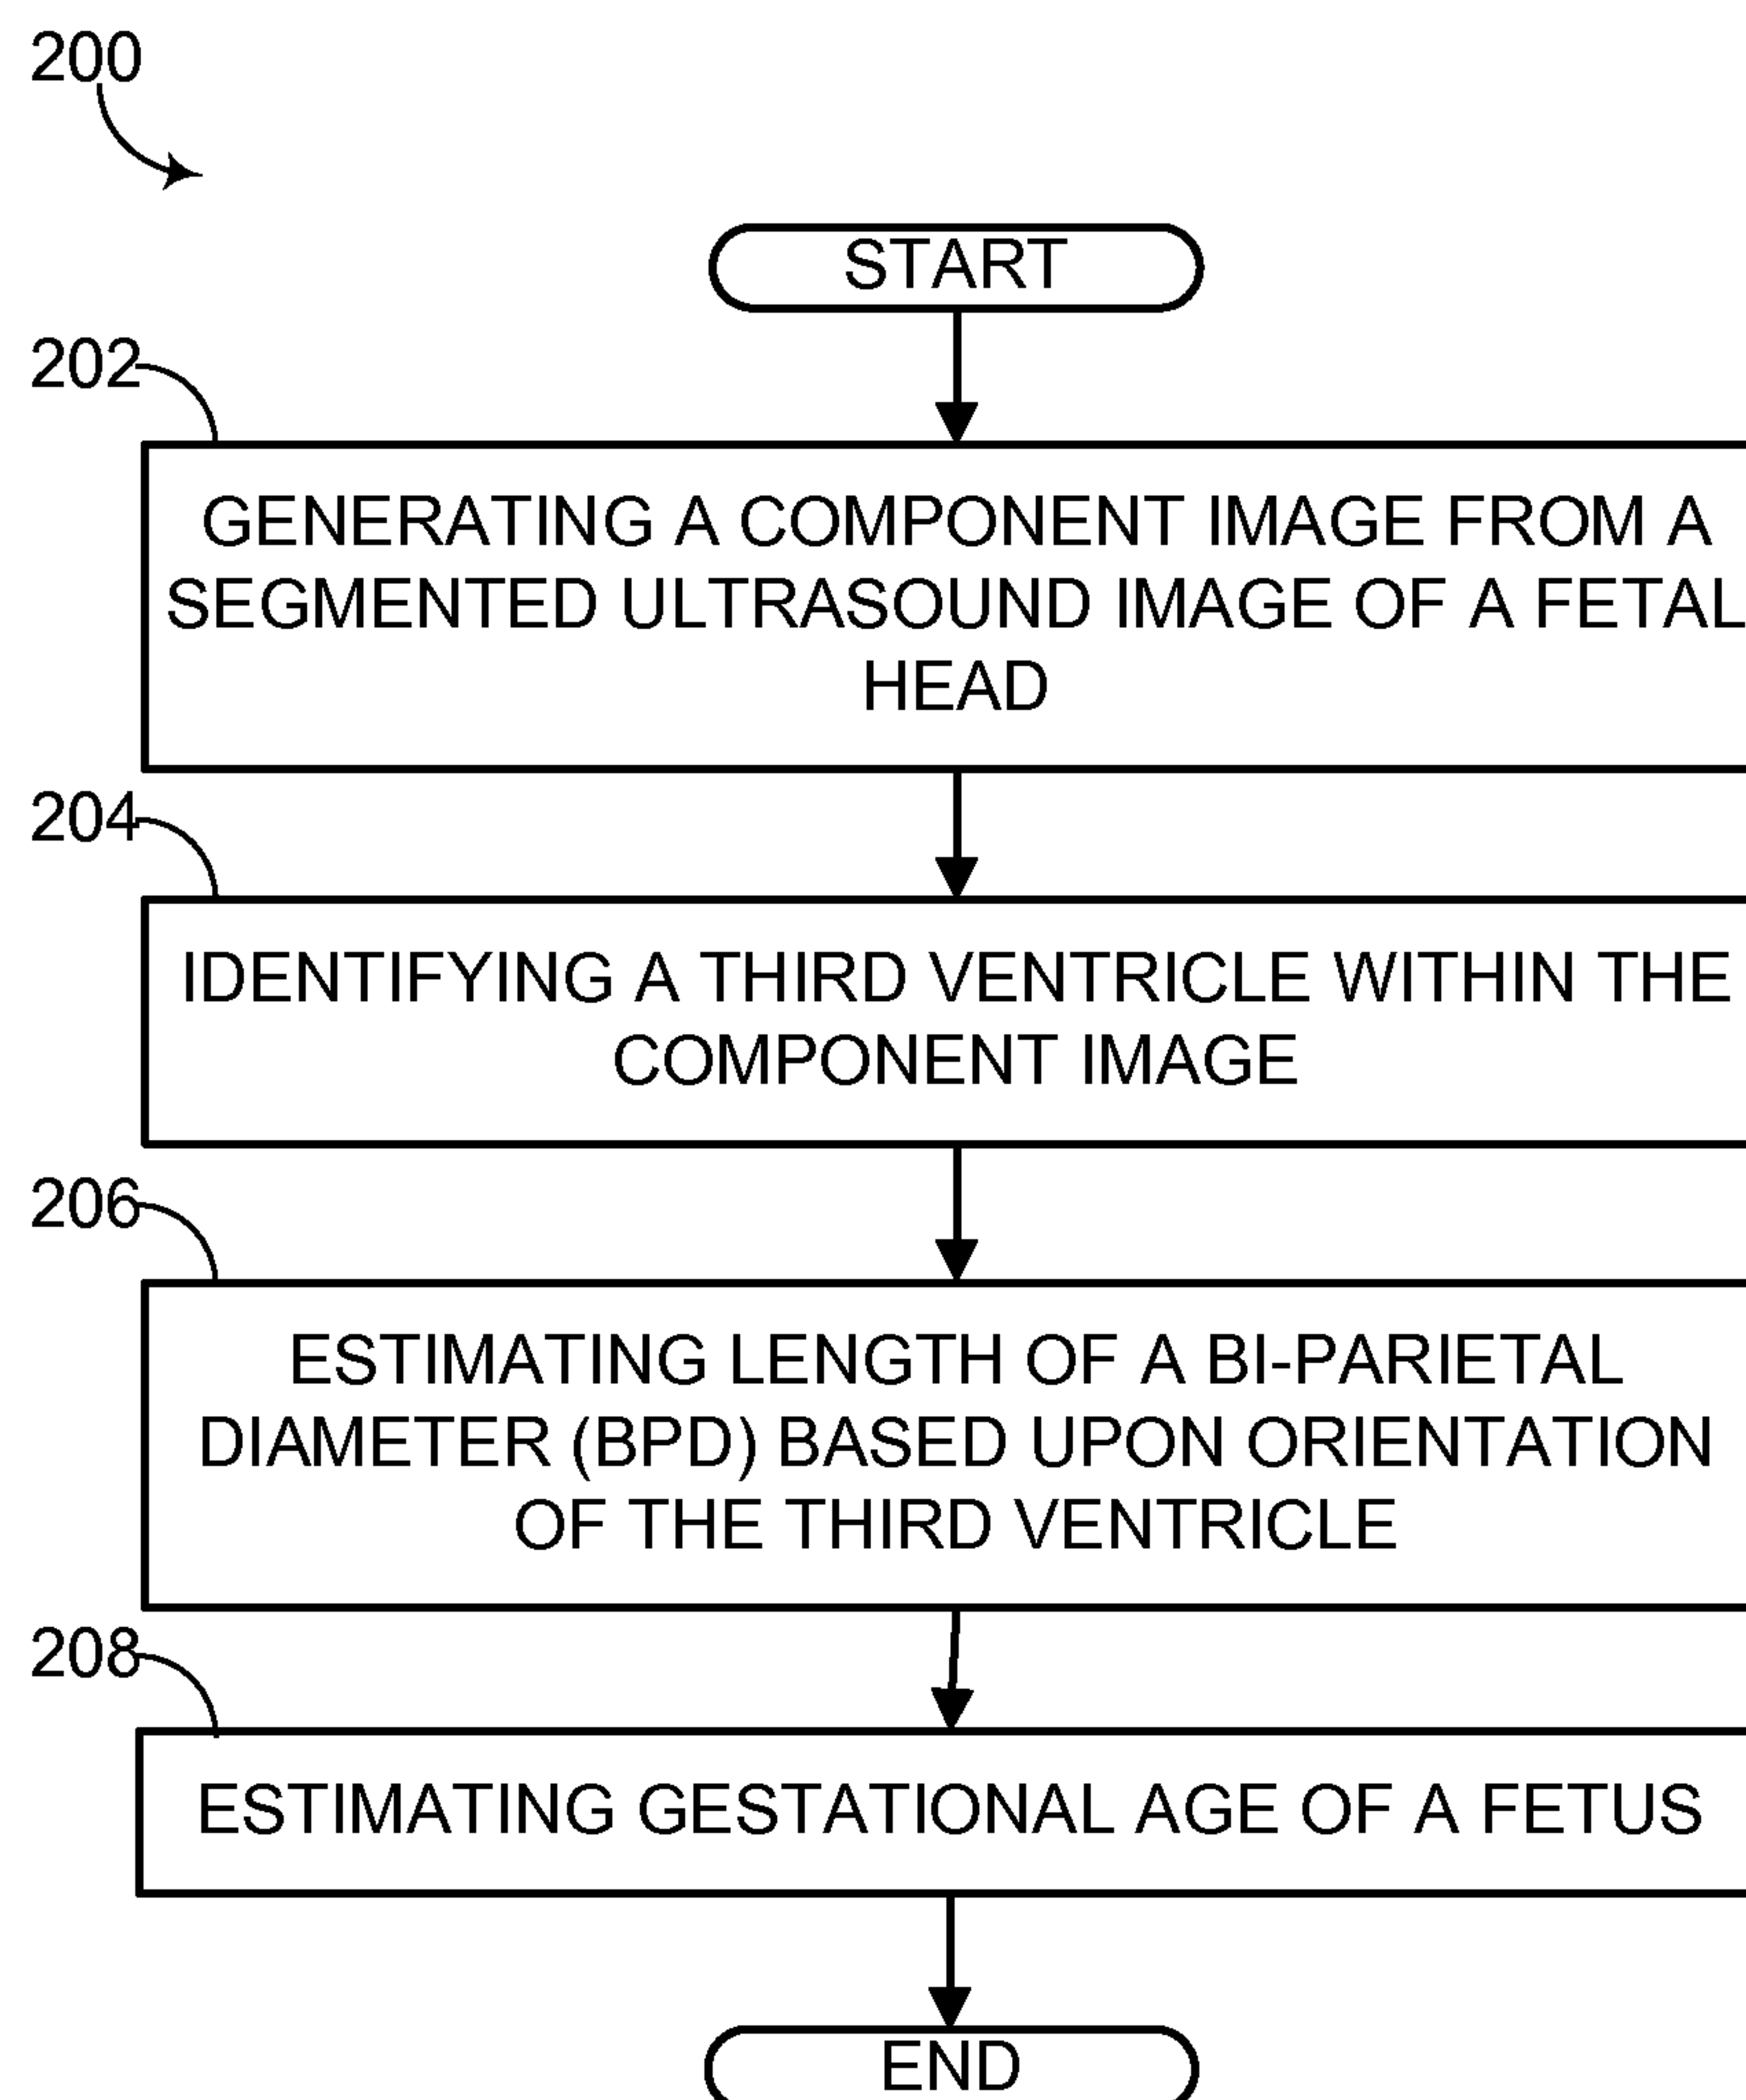 200
START
202
GENERATING A COMPONENT IMAGE FROM A
SEGMENTED ULTRASOUND IMAGE OF A FETAL
HEAD
204
IDENTIFYING A THIRD VENTRICLE WITHIN THE
COMPONENT IMAGE
206
ESTIMATING LENGTH OF A BI-PARIETAL
DIAMETER (BPD) BASED UPON ORIENTATION
OF THE THIRD VENTRICLE
208
ESTIMATING GESTATIONAL AGE OF A FETUS
END